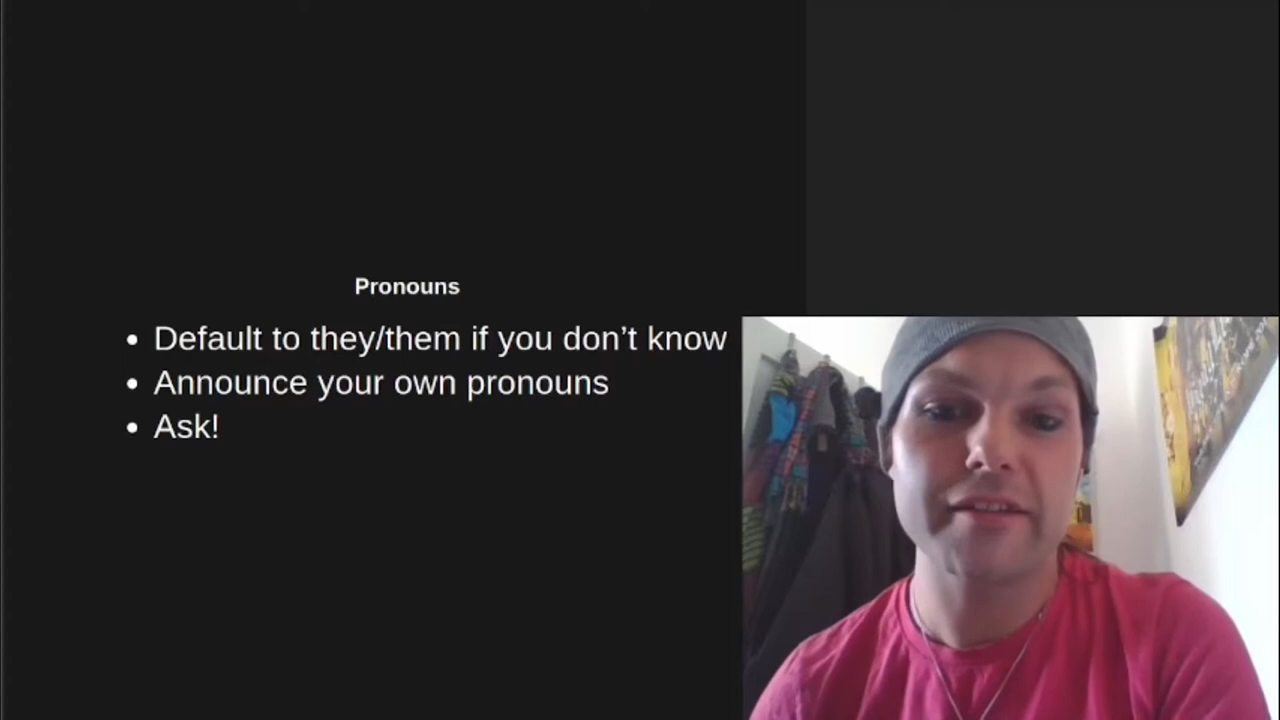 Pronouns
• Default to they/them if you don’t know
• Announce your own pronouns
• Ask!